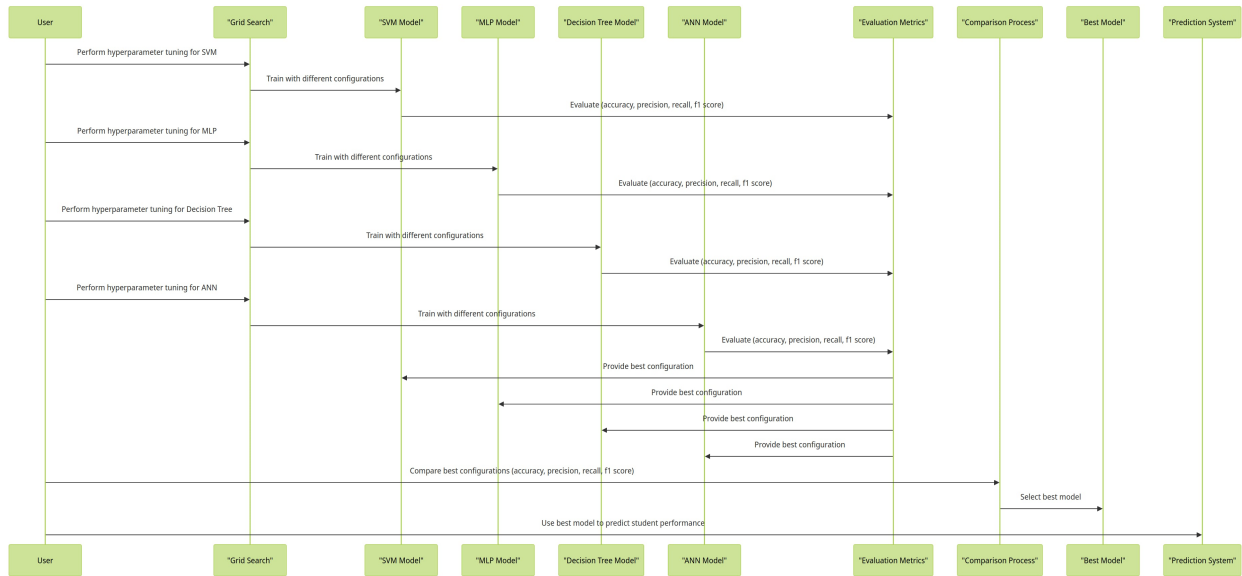 User "Grid Search" "SVM Model" "MLP Model" "Decision Tree Model" "ANN Model" "Evaluation Metrics" "Comparison Process" "Best Model" "Prediction System"
Perform hyperparameter tuning for SVM
Train with different configurations
Evaluate (accuracy, precision, recall, f1 score)
Perform hyperparameter tuning for MLP
Train with different configurations
Evaluate (accuracy, precision, recall, f1 score)
Perform hyperparameter tuning for Decision Tree
Train with different configurations
Evaluate (accuracy, precision, recall, f1 score)
Perform hyperparameter tuning for ANN
Train with different configurations
Evaluate (accuracy, precision, recall, f1 score)
Provide best configuration
Provide best configuration
Provide best configuration
Provide best configuration
Compare best configurations (accuracy, precision, recall, f1 score)
Select best model
Use best model to predict student performance
User "Grid Search" "SVM Model" "MLP Model" "Decision Tree Model" "ANN Model" "Evaluation Metrics" "Comparison Process" "Best Model" "Prediction System"